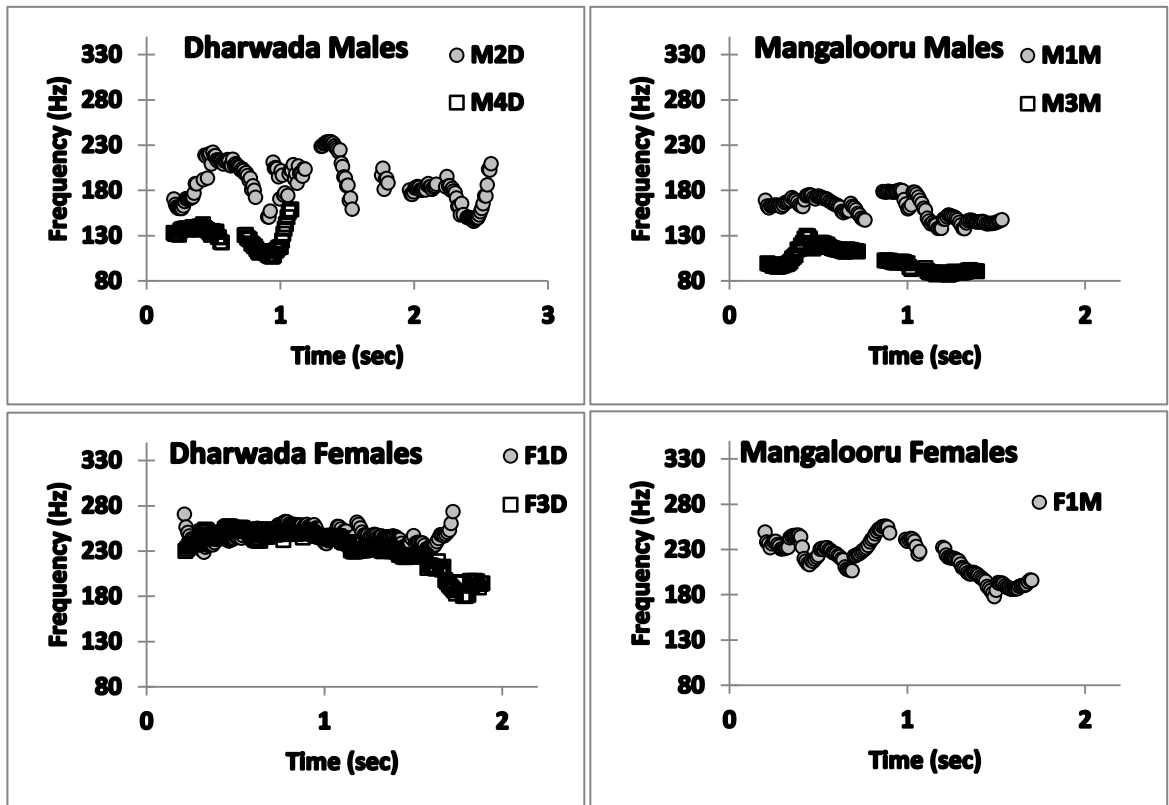 Dharwada Males
M2D
M4D
Frequency (Hz)
330
280
230
180
130
80
0 1 2 3
Time (sec)
Mangalooru Males
M1M
M3M
Frequency (Hz)
330
280
230
180
130
80
0 1 2
Time (sec)
Dharwada Females
F1D
F3D
Frequency (Hz)
330
280
230
180
130
80
0 1 2
Time (sec)
Mangalooru Females
F1M
Frequency (Hz)
330
280
230
180
130
80
0 1 2
Time (sec)